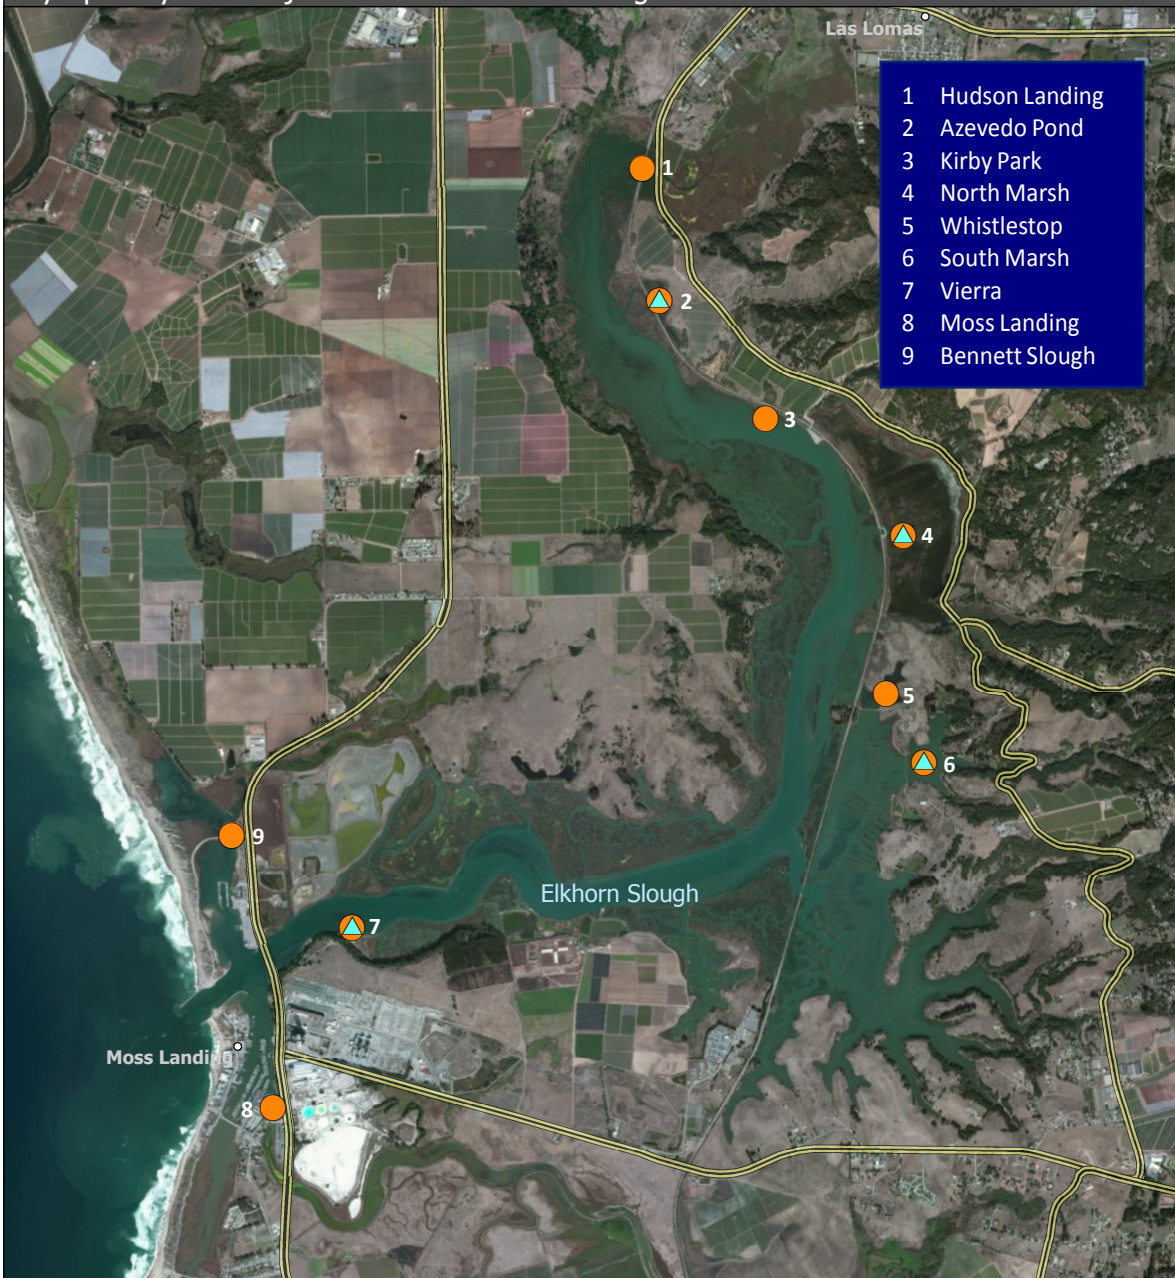 Las Lomas
1 Hudson Landing
2 Azevedo Pond
3 Kirby Park
4 North Marsh
5 Whistlestop
6 South Marsh
7 Vierra
8 Moss Landing
9 Bennett Slough
1
2
3
4
5
6
9
Elkhorn Slough
7
Moss Landing
8